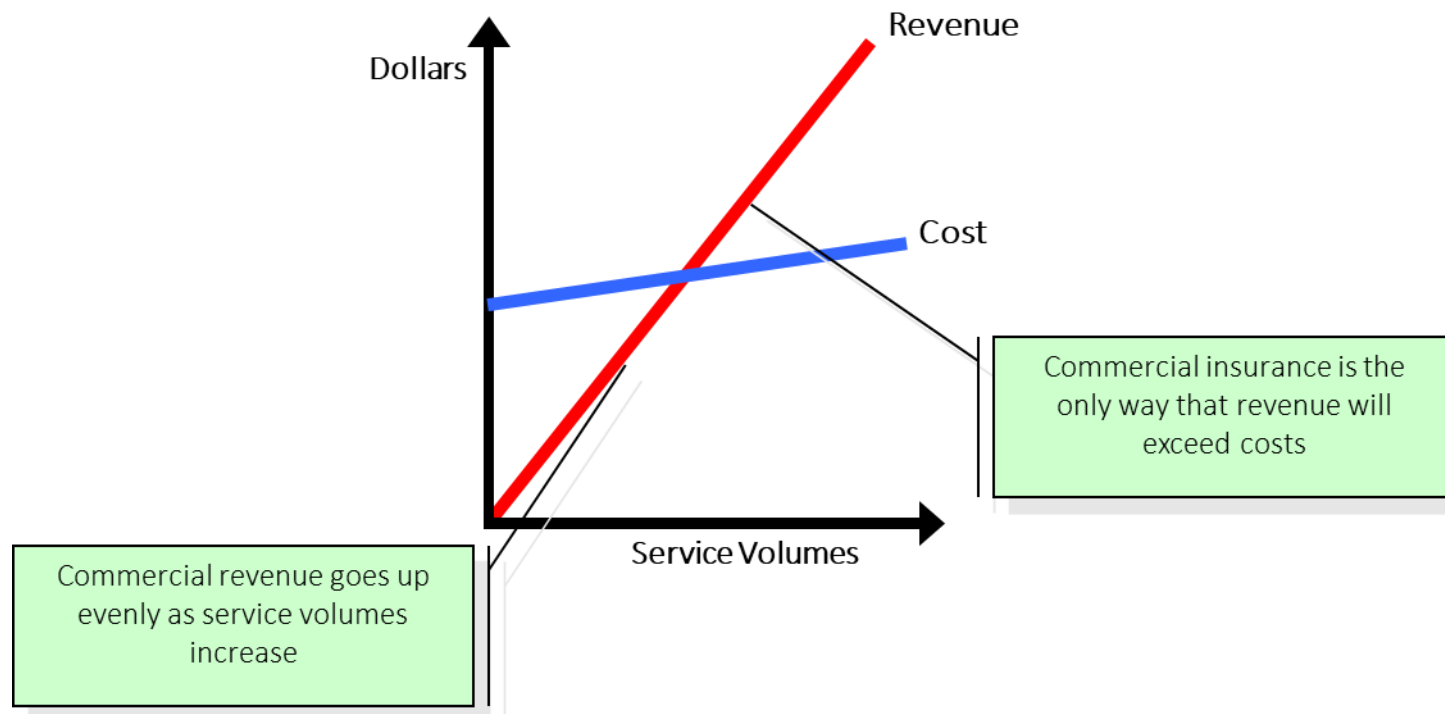 Revenue
Dollars
Cost
Commercial insurance is the
only way that revenue will
exceed costs
Service Volumes
Commercial revenue goes up
evenly as service volumes
increase